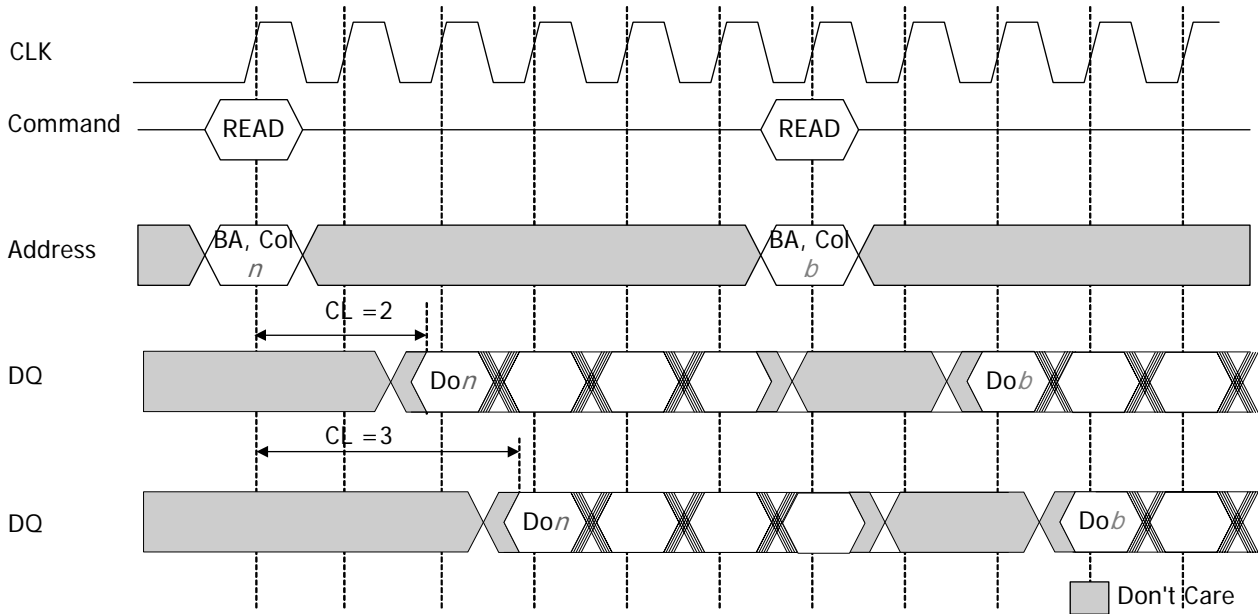 CLK
Command
READ
READ
Address
BA, Col
n
BA, Col
b
CL =2
DQ
Don
Dob
CL =3
DQ
Don
Dob
Don't Care